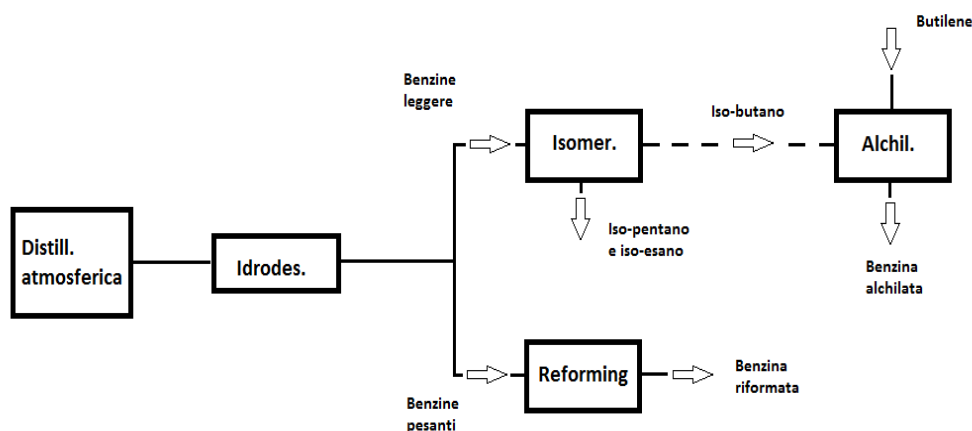 Butilene
Benzine
leggere
Iso-butano
Isomer.
Alchil.
Iso-pentano
e iso-esano
Distill.
atmosferica
Idrodes.
Benzina
alchilata
Reforming
Benzina
riformata
Benzine
pesanti